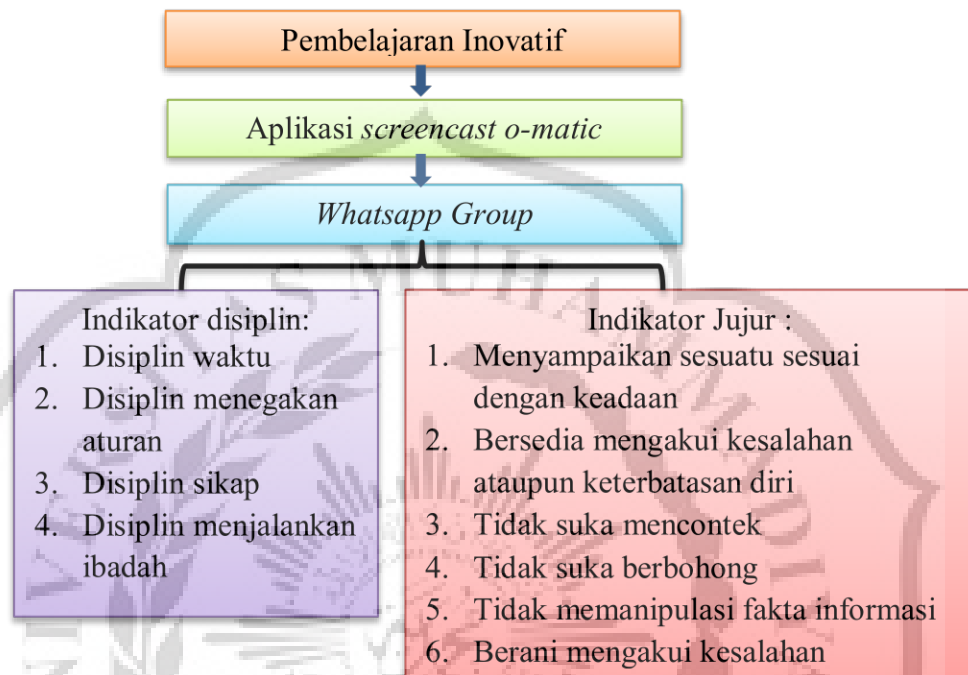 Pembelajaran Inovatif
Aplikasi screencast o-matic
Whatsapp Group
Indikator disiplin:
1. Disiplin waktu
2. Disiplin menegakan
aturan
3. Disiplin sikap
4. Disiplin menjalankan
ibadah
Indikator Jujur :
1. Menyampaikan sesuatu sesuai
dengan keadaan
2. Bersedia mengakui kesalahan
ataupun keterbatasan diri
3. Tidak suka mencontek
4. Tidak suka berbohong
5. Tidak memanipulasi fakta informasi
6. Berani mengakui kesalahan